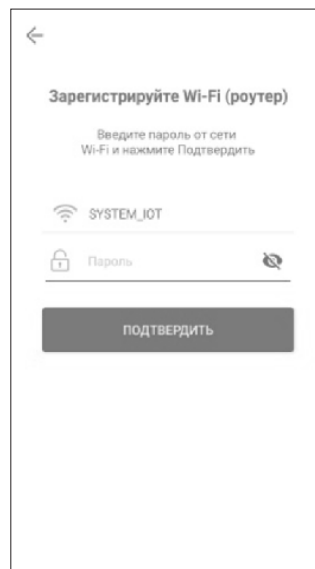 Зарегистрируйте Wi-Fi (роутер)
Введите пароль от сети
Wi-Fi и нажмите Подтвердить
SYSTEM_IOT
Пароль
ПОДТВЕРДИТЬ